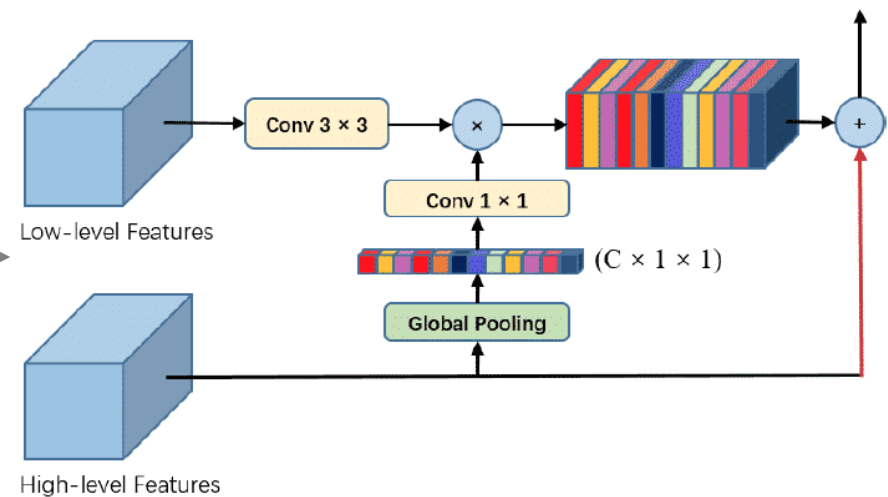 Conv 3 × 3
×
+
Conv 1 × 1
Low-level Features
(C × 1 × 1)
Global Pooling
High-level Features